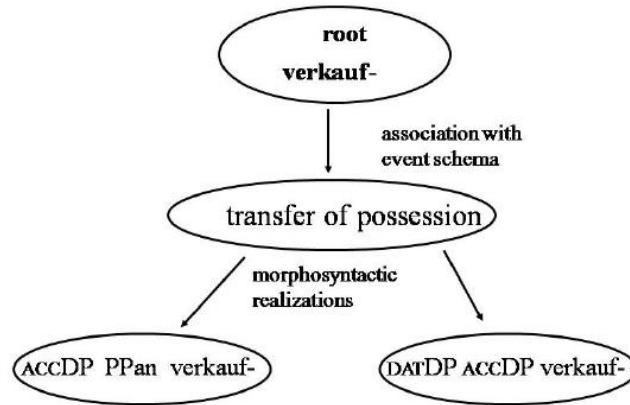 root
verkauf-
association with
event schema
transfer of possession
morphosyntactic
realizations
ACCDP PPan verkauf-
DATDP ACCDP verkauf-